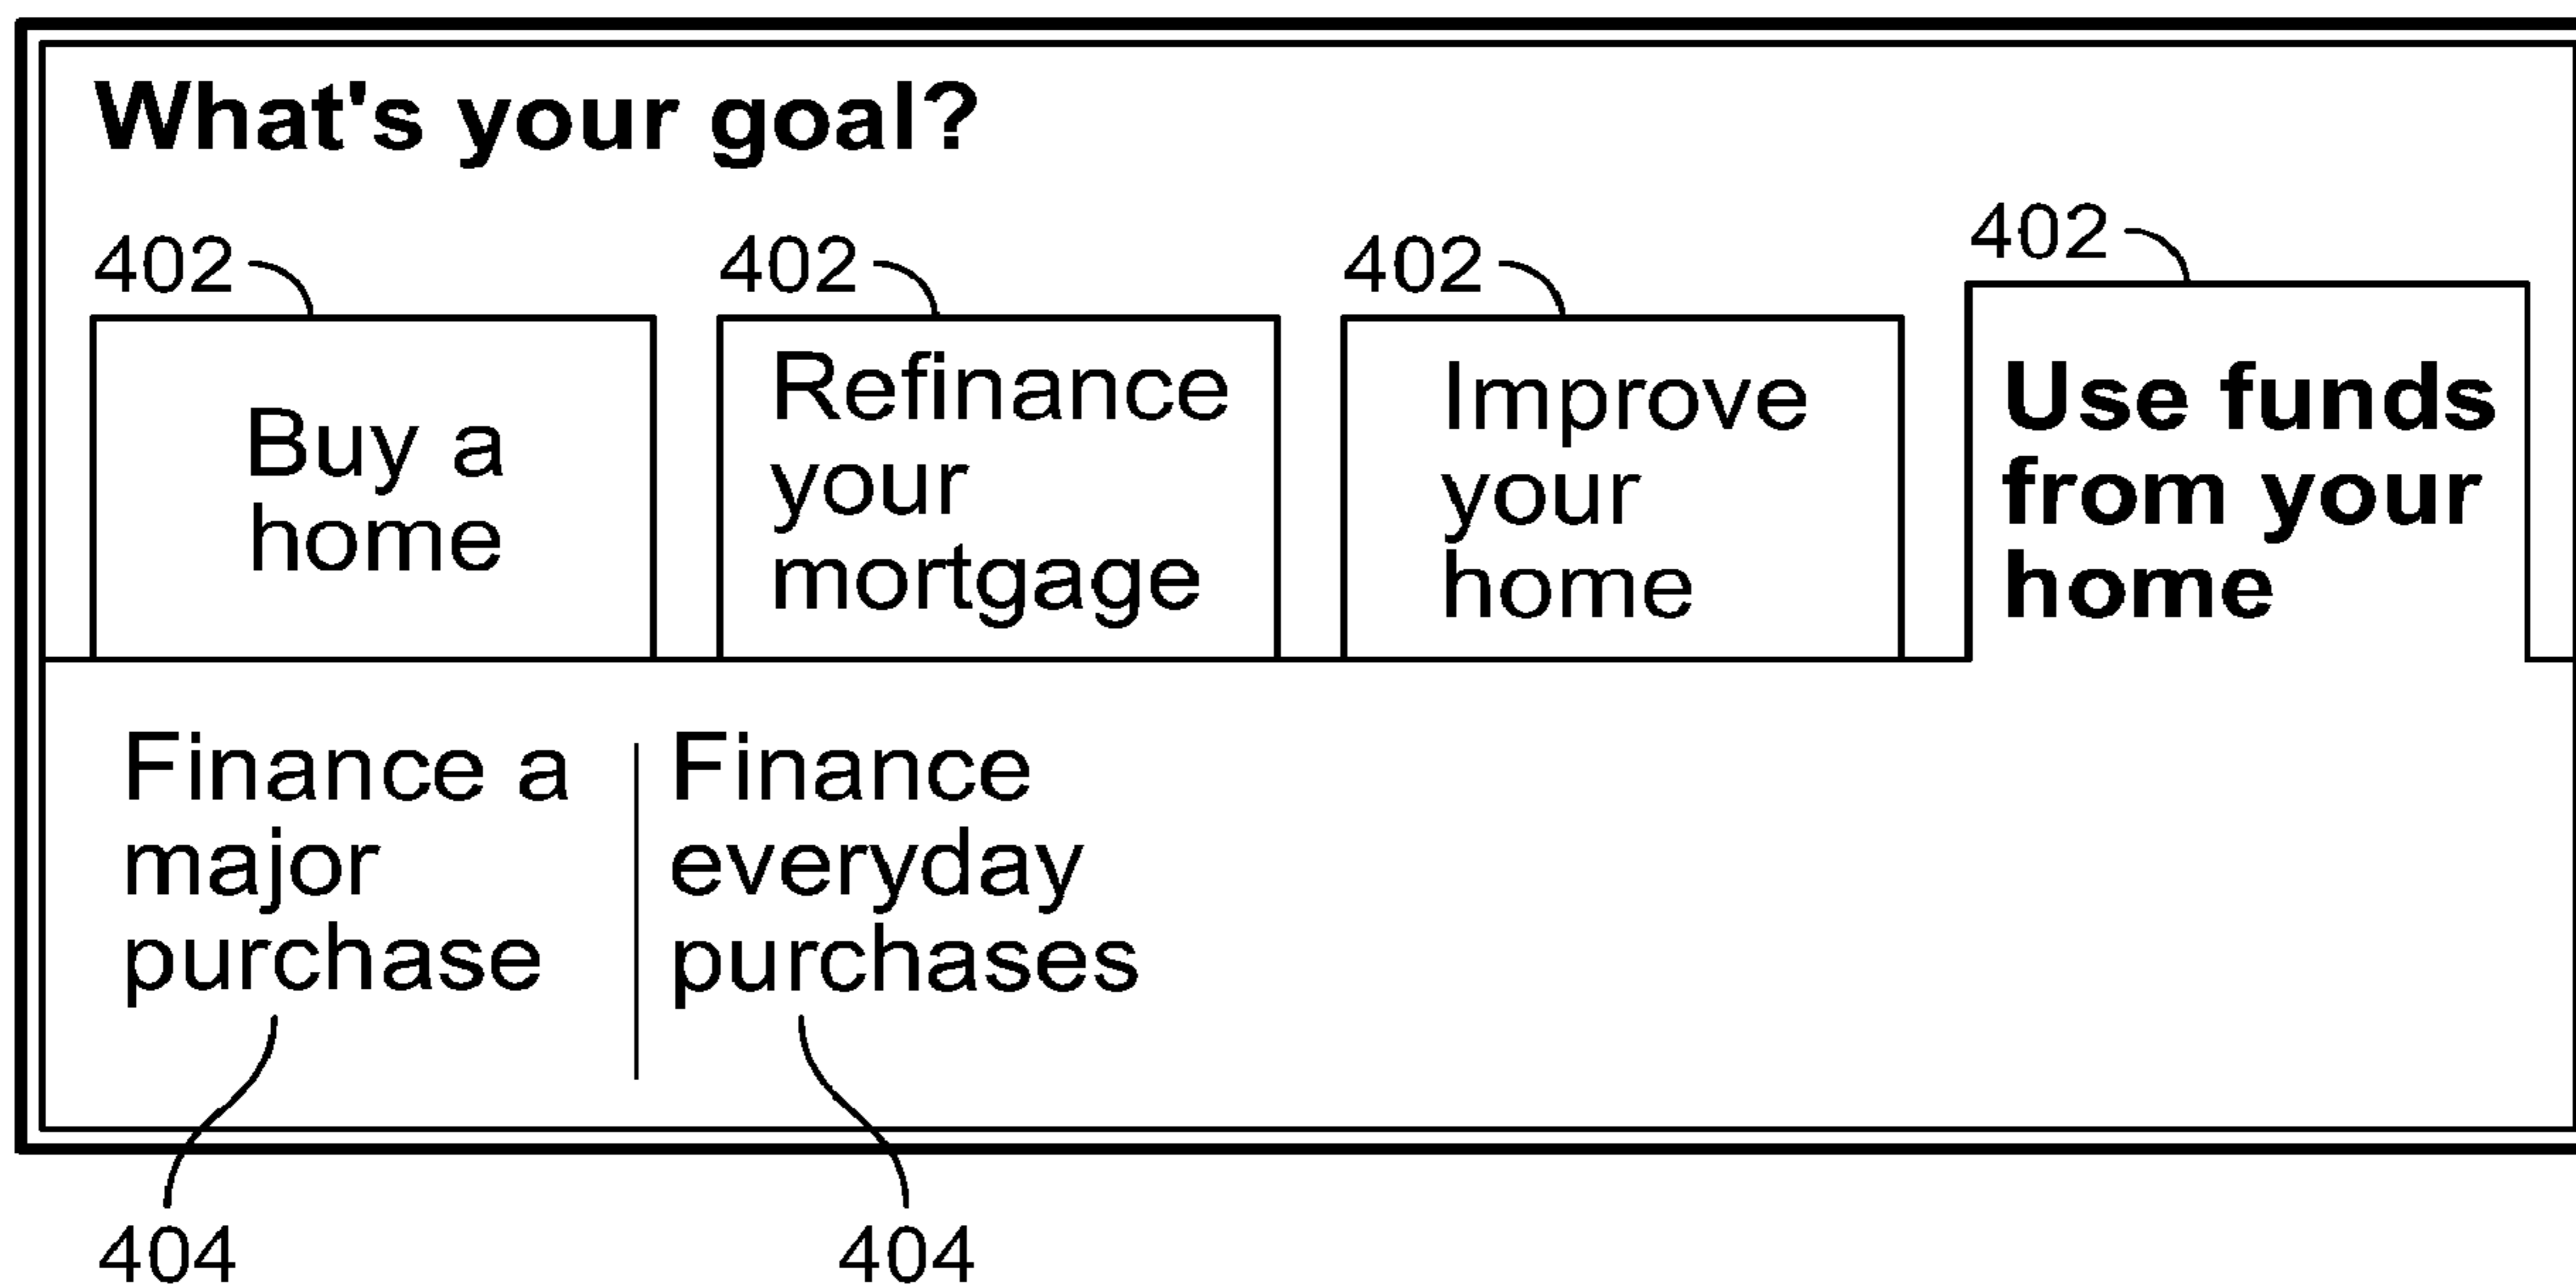 What's your goal?
402
402
402
402
Buy a
home
Refinance
your
mortgage
Improve
your
home
Use funds
from your
home
Finance a
major
purchase
Finance
everyday
purchases
404
404